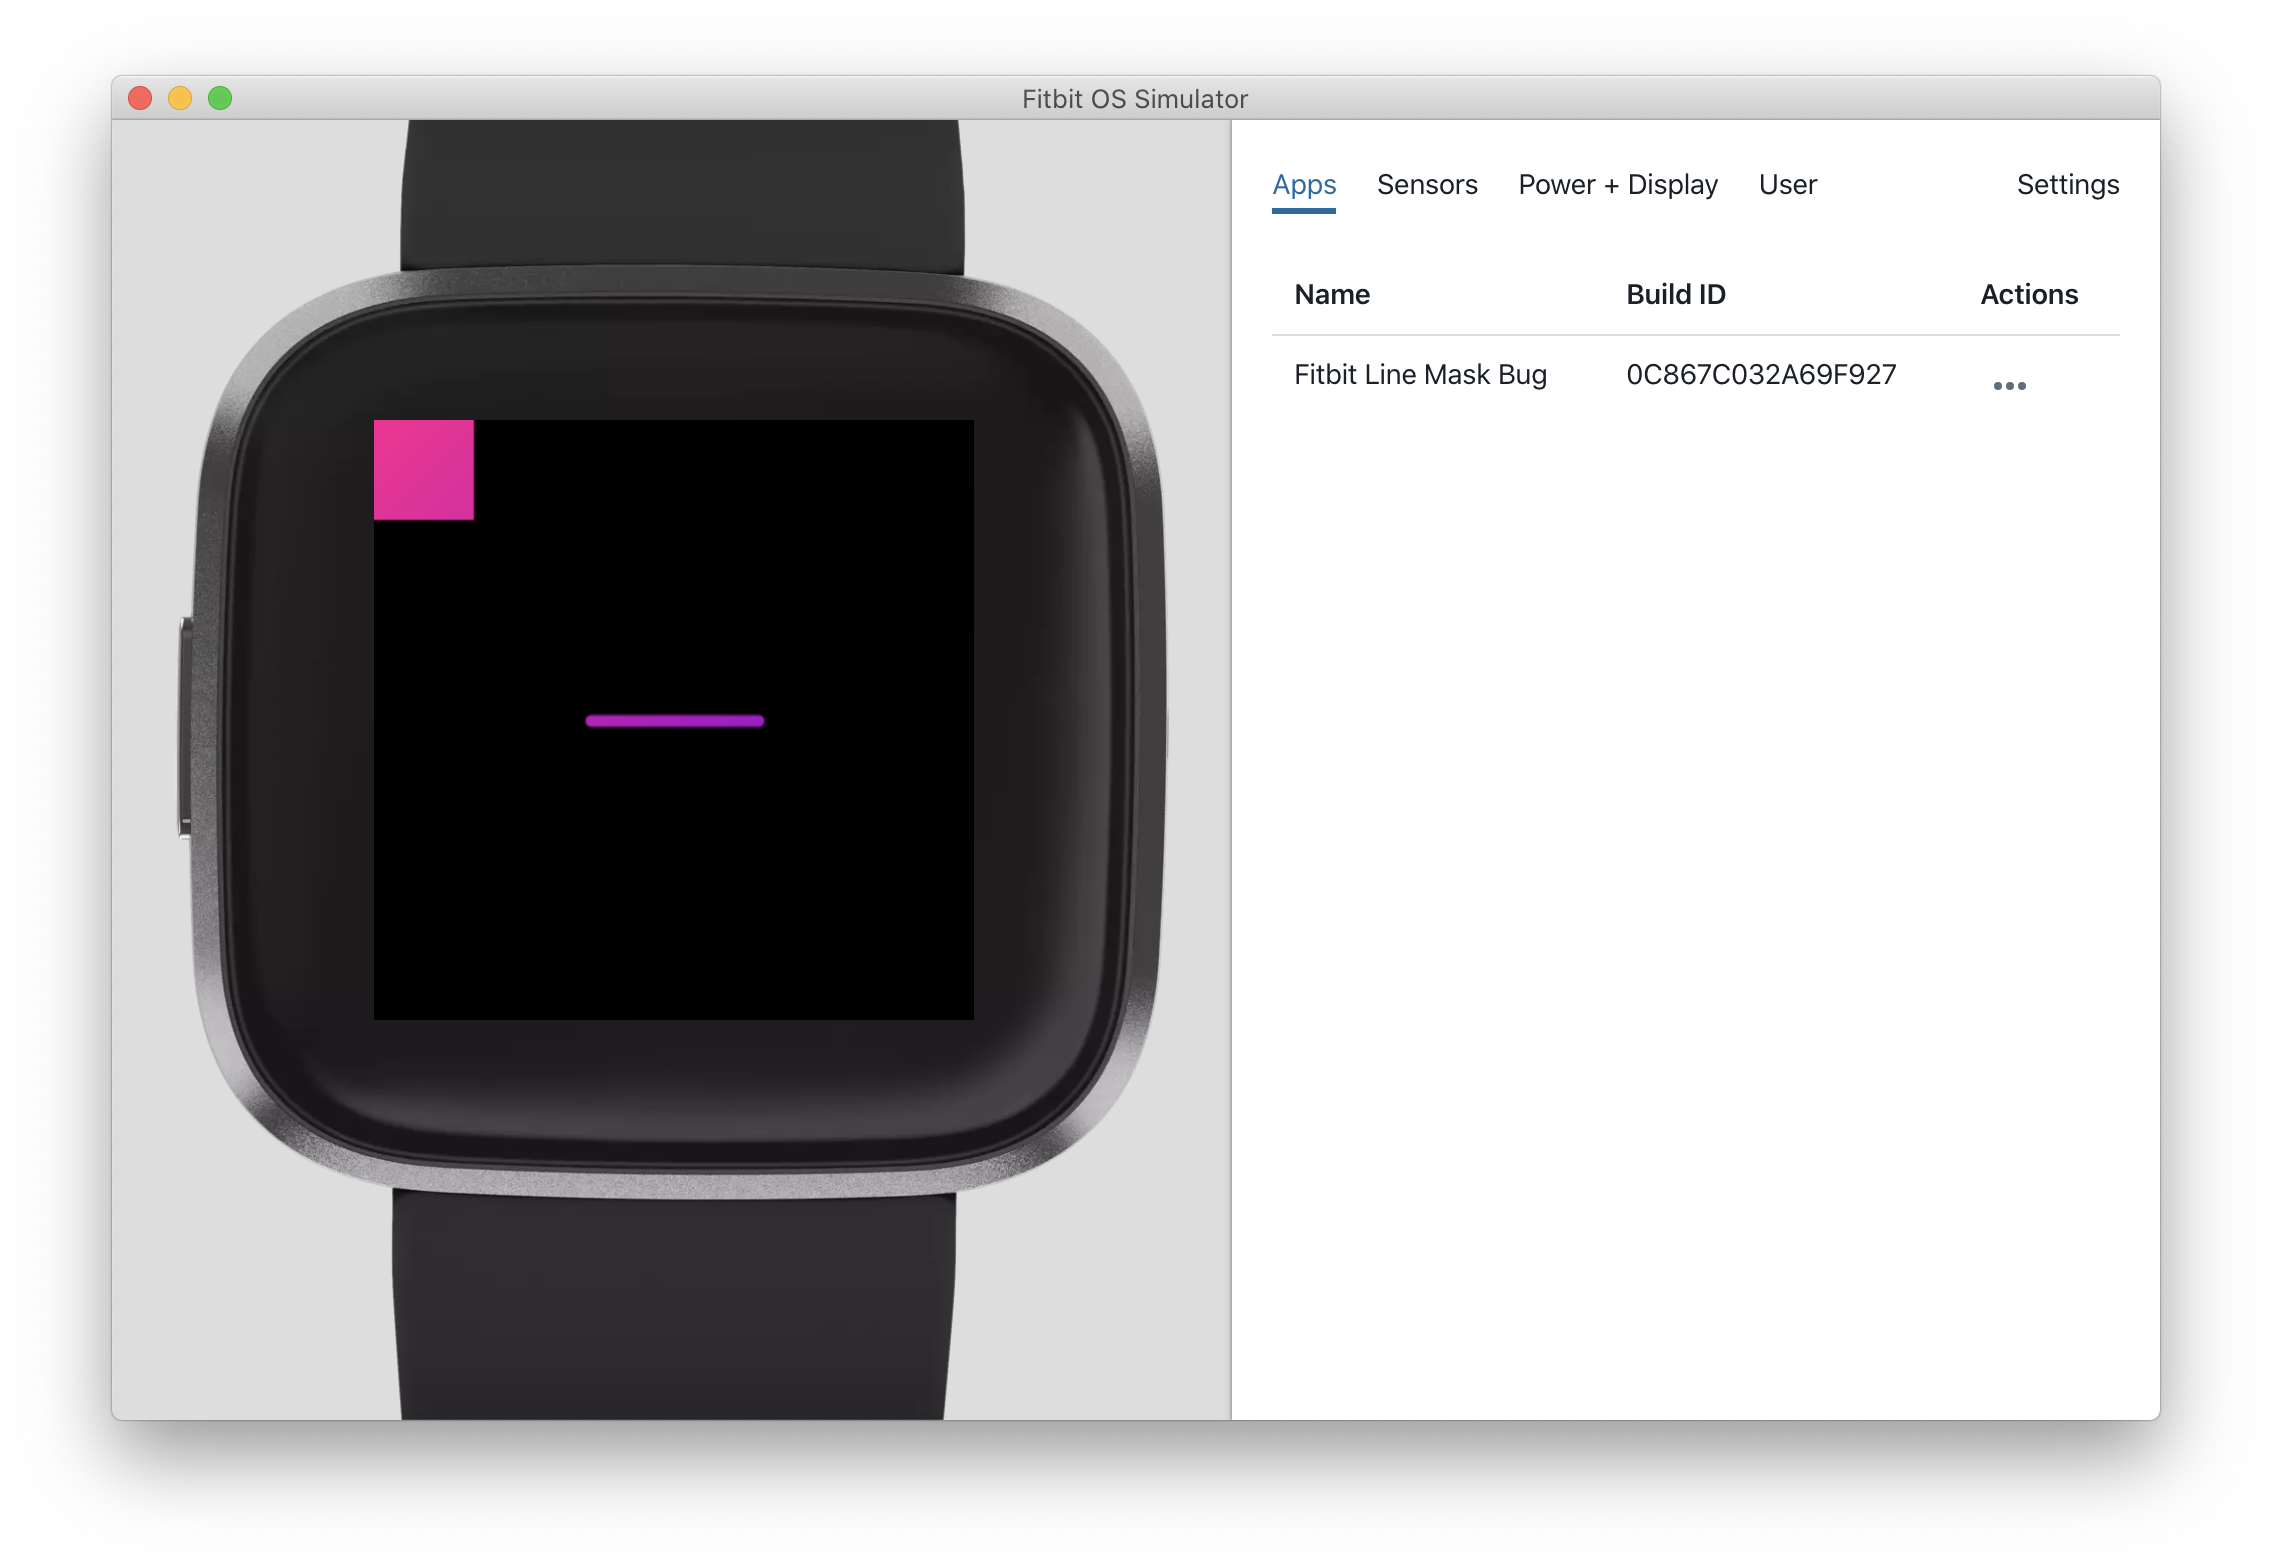 Fitbit OS Simulator
Apps Sensors Power + Display User Settings
Name Build ID Actions
Fitbit Line Mask Bug 0C867C032A69F927